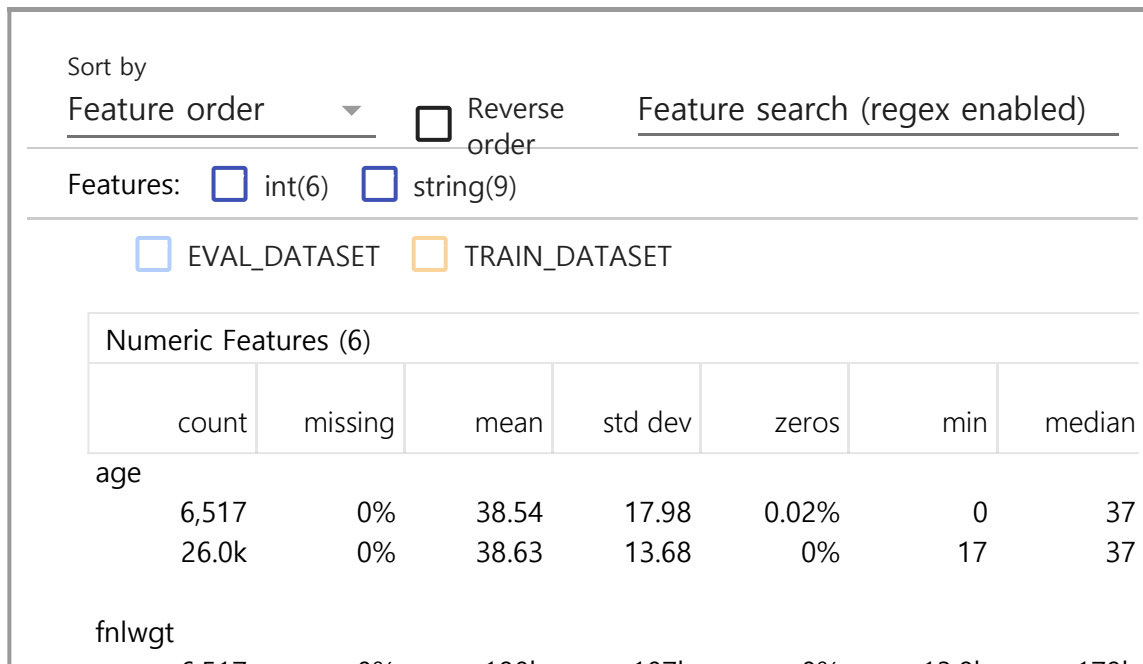 Sort by
Feature order
Reverse order
Feature search (regex enabled)
Features: int(6) string(9)
EVAL_DATASET TRAIN_DATASET
Numeric Features (6)
count missing mean std dev zeros min median
age
6,517 0% 38.54 17.98 0.02% 0 37
26.0k 0% 38.63 13.68 0% 17 37
fnlwgt